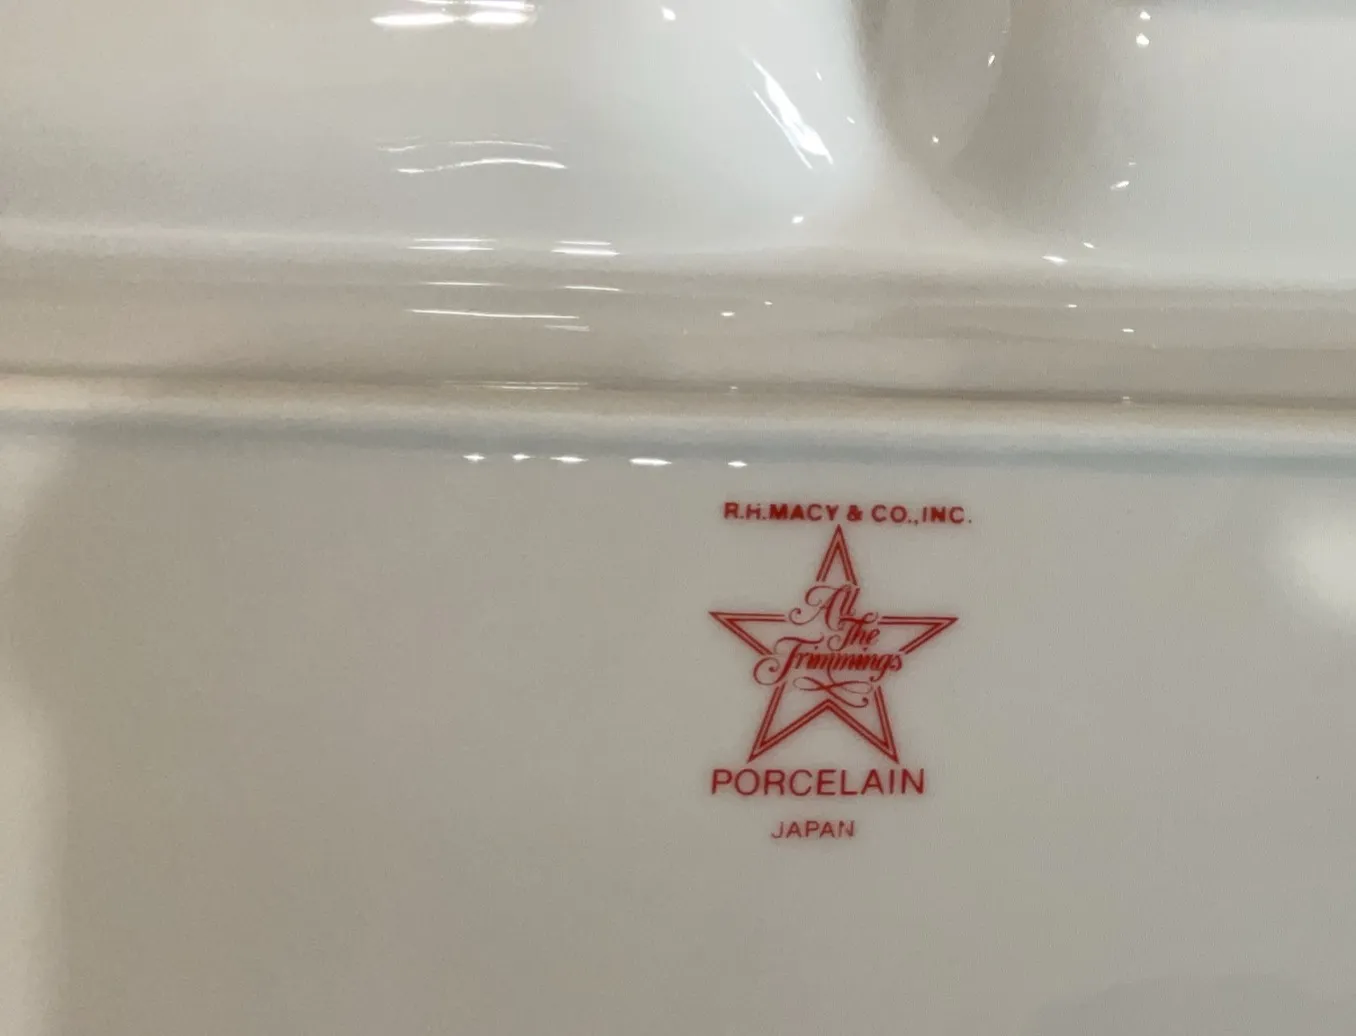 R.H.MACY & CO.,INC.
All
The
Trimmings
PORCELAIN
JAPAN